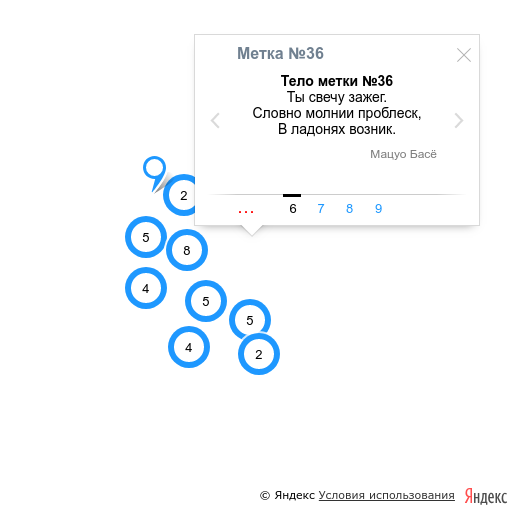 Метка №36
Тело метки №36
Ты свечу зажег.
Словно молнии проблеск,
В ладонях возник.
Мацуо Басё
... 6 7 8 9
2
5
8
4
5
5
4
2
© Яндекс Условия использования Яндекс